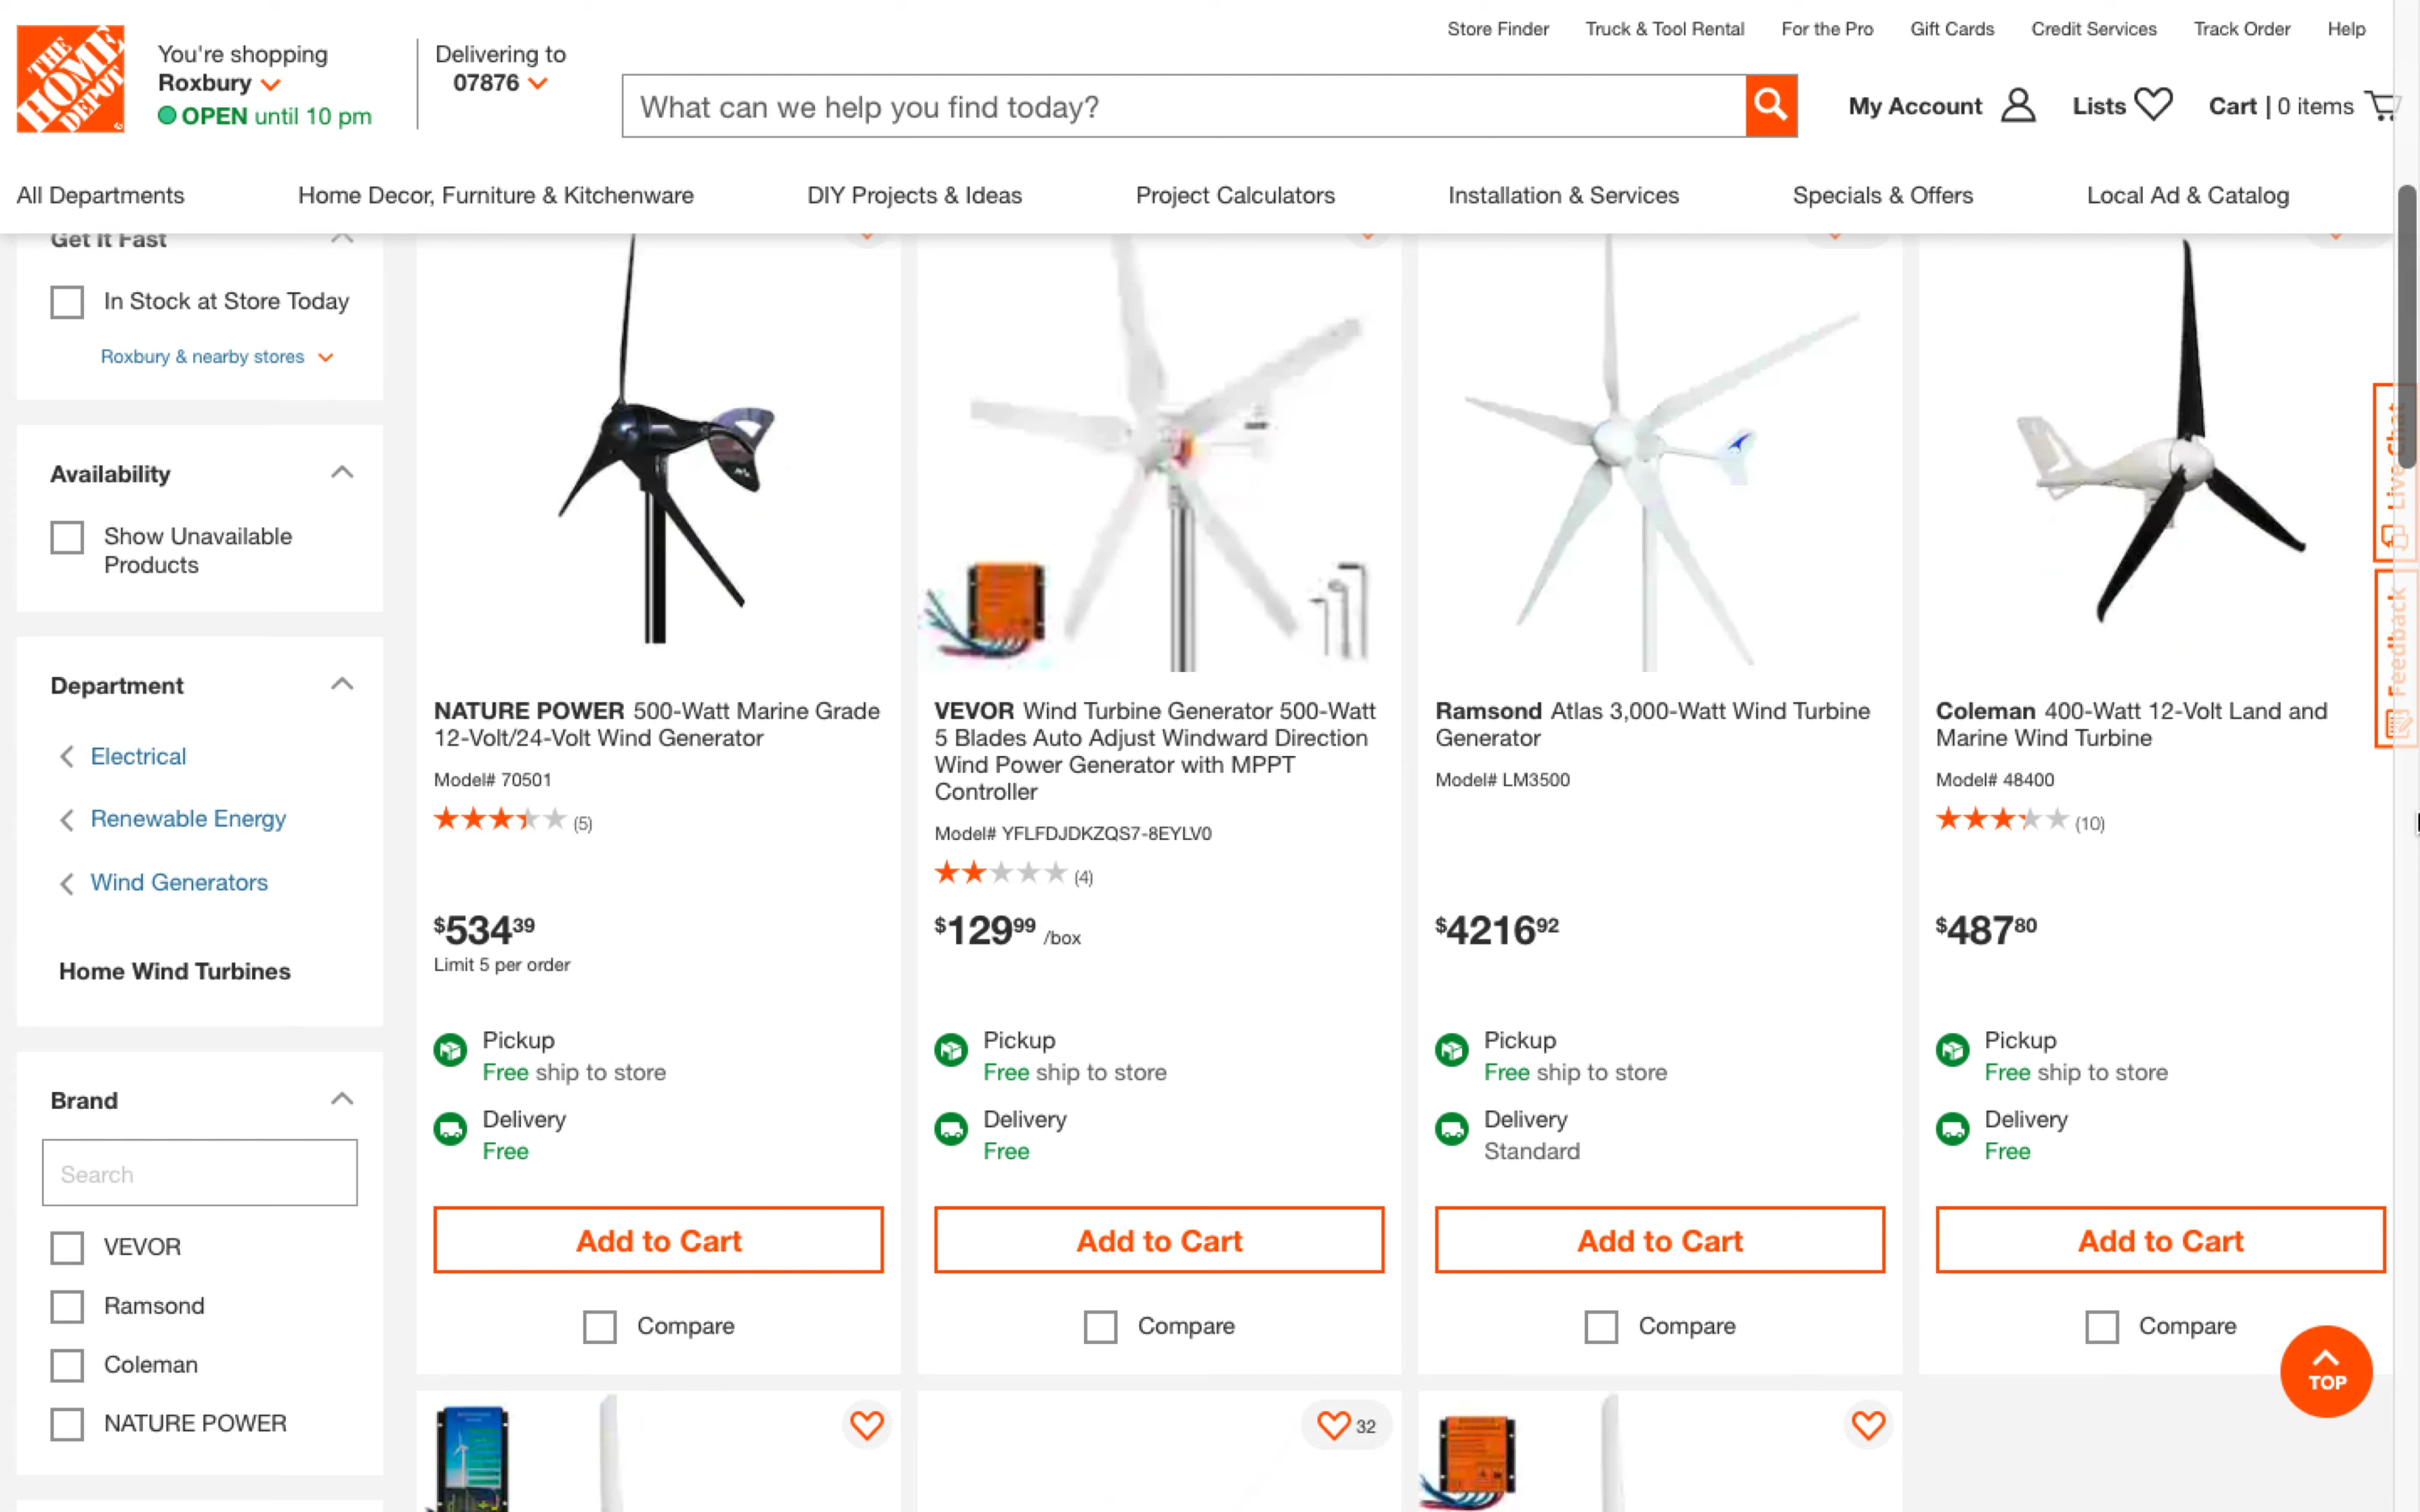 Store Finder
Truck & Tool Rental
For the Pro
Gift Cards
Credit Services
Track Order
Help
THE
HOME
DEPOT
You're shopping
Roxbury
OPEN until 10 pm
Delivering to
07876
What can we help you find today?
My Account
Lists
Cart | 0 items
All Departments
Home Decor, Furniture & Kitchenware
DIY Projects & Ideas
Project Calculators
Installation & Services
Specials & Offers
Local Ad & Catalog
Get It Fast
In Stock at Store Today
Roxbury & nearby stores
Availability
Show Unavailable
Products
Department
Electrical
Renewable Energy
Wind Generators
Home Wind Turbines
Brand
Search
VEVOR
Ramsond
Coleman
NATURE POWER
NATURE POWER 500-Watt Marine Grade
12-Volt/24-Volt Wind Generator
Model# 70501
(5)
$534 39
Limit 5 per order
Pickup
Free ship to store
Delivery
Free
Add to Cart
Compare
VEVOR Wind Turbine Generator 500-Watt
5 Blades Auto Adjust Windward Direction
Wind Power Generator with MPPT
Controller
Model# YFLFDJDKZQS7-8EYLV0
(4)
$129 99 /box
Pickup
Free ship to store
Delivery
Free
Add to Cart
Compare
32
Ramsond Atlas 3,000-Watt Wind Turbine
Generator
Model# LM3500
$4216 92
Pickup
Free ship to store
Delivery
Standard
Add to Cart
Compare
Coleman 400-Watt 12-Volt Land and
Marine Wind Turbine
Model# 48400
(10)
$487 80
Pickup
Free ship to store
Delivery
Free
Add to Cart
Compare
Live Chat
Feedback
TOP